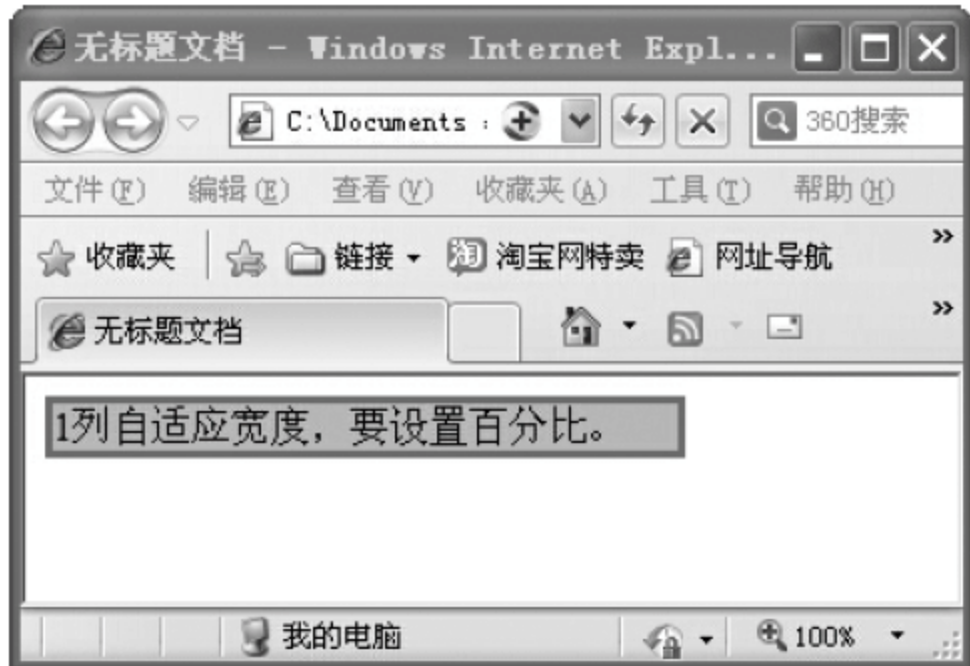 无标题文档 - Windows Internet Expl...
C:\Documents
360搜索
文件(F) 编辑(E) 查看(V) 收藏夹(A) 工具(T) 帮助(H)
收藏夹 链接 淘 淘宝网特卖 网址导航 »
无标题文档 »
1列自适应宽度，要设置百分比。
我的电脑 100%